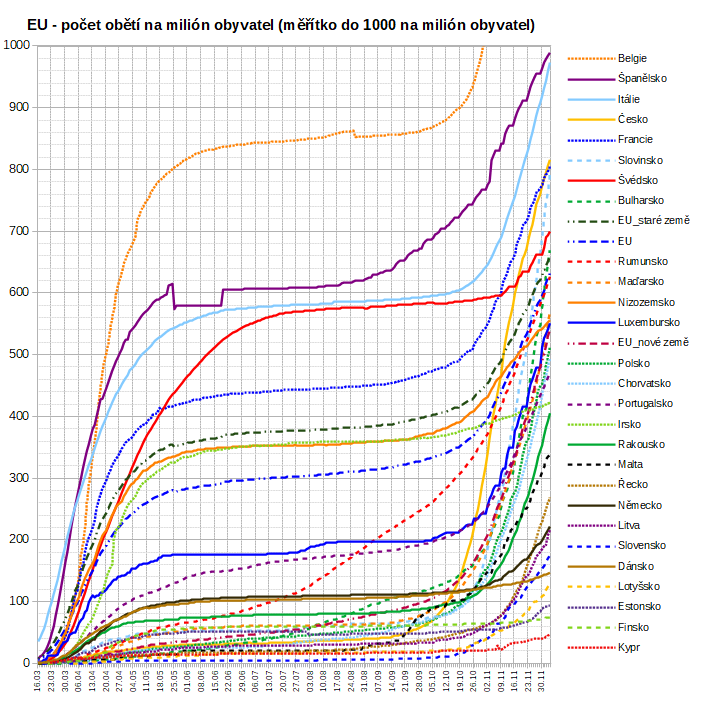 EU - počet obětí na milión obyvatel (měřítko do 1000 na milión obyvatel)
1000
900
800
700
600
500
400
300
200
100
0
Belgie
Španělsko
Itálie
Česko
Francie
Slovinsko
Švédsko
Bulharsko
EU_staré země
EU
Rumunsko
Maďarsko
Nizozemsko
Luxembursko
EU_nové země
Polsko
Chorvatsko
Portugalsko
Irsko
Rakousko
Malta
Řecko
Německo
Litva
Slovensko
Dánsko
Lotyšsko
Estonsko
Finsko
Kypr
16.03
23.03
30.03
06.04
13.04
20.04
27.04
04.05
11.05
18.05
25.05
01.06
08.06
15.06
22.06
29.06
06.07
13.07
20.07
27.07
03.08
10.08
17.08
24.08
31.08
07.09
14.09
21.09
28.09
05.10
12.10
19.10
26.10
02.11
09.11
16.11
23.11
30.11